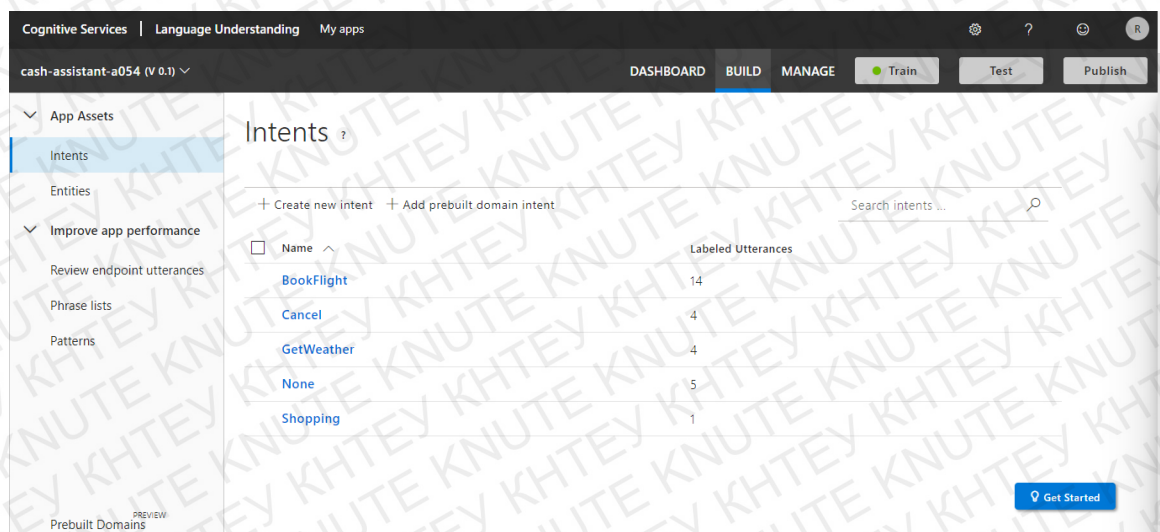 Cognitive Services | Language Understanding My apps ? R
cash-assistant-a054 (V 0.1) DASHBOARD BUILD MANAGE Train Test Publish
App Assets
Intents
Entities
Improve app performance
Review endpoint utterances
Phrase lists
Patterns
PREVIEW
Prebuilt Domains
Intents ?
+ Create new intent + Add prebuilt domain intent Search intents ...
Name Labeled Utterances
BookFlight 14
Cancel 4
GetWeather 4
None 5
Shopping 1
Get Started
KHTEY KNUTE